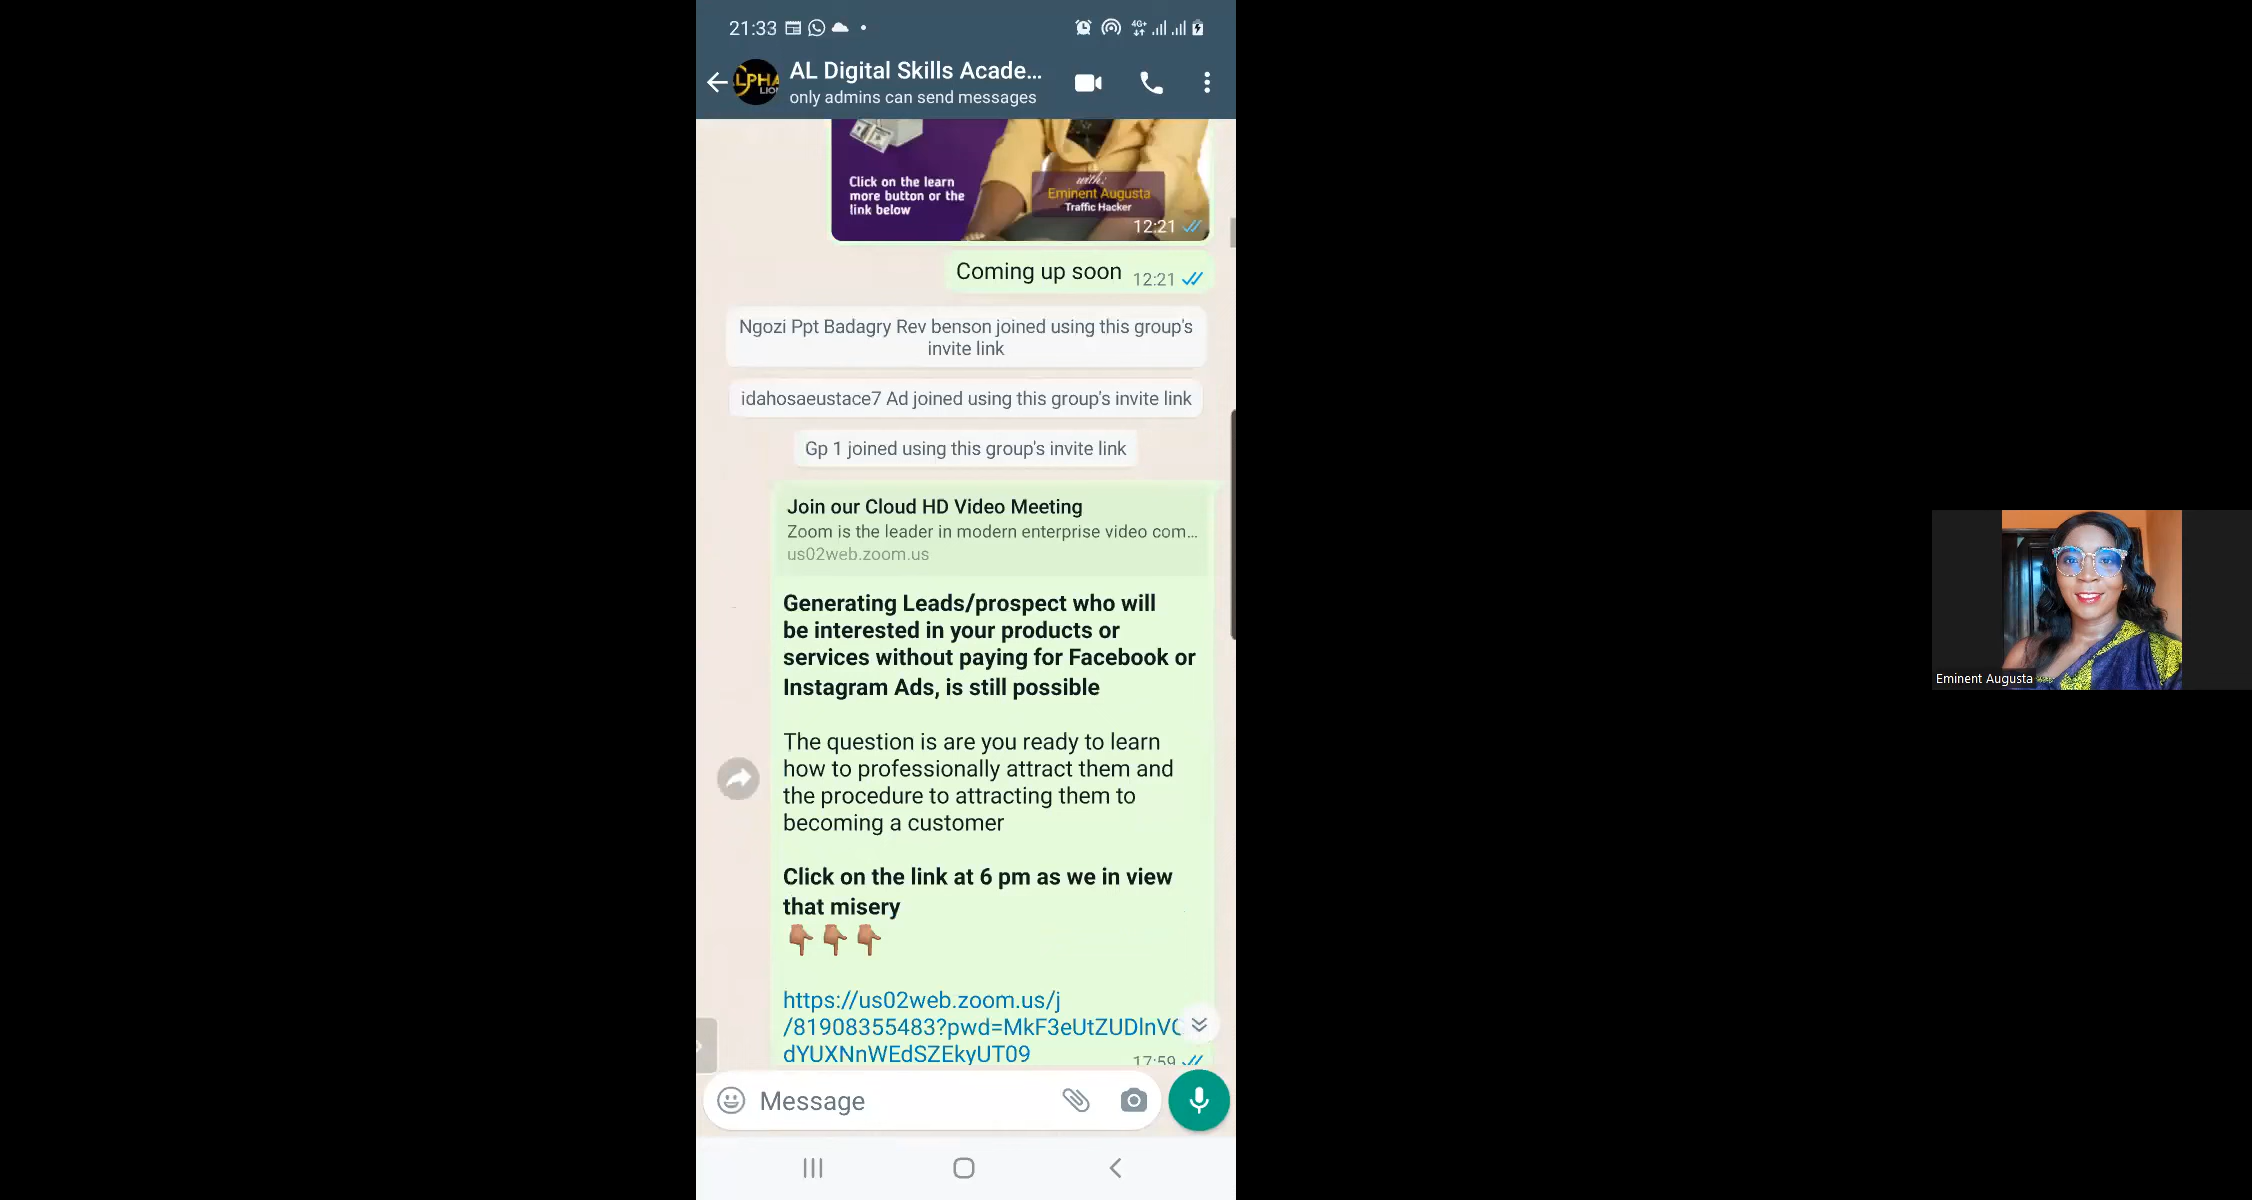 21:33
4G+
AL Digital Skills Acade...
only admins can send messages
LPHA
LION
Click on the learn
more button or the
link below
with:
Eminent Augusta
Traffic Hacker
12:21
Coming up soon 12:21
Ngozi Ppt Badagry Rev benson joined using this group's
invite link
idahosaeustace7 Ad joined using this group's invite link
Gp 1 joined using this group's invite link
Join our Cloud HD Video Meeting
Zoom is the leader in modern enterprise video com...
us02web.zoom.us
Generating Leads/prospect who will
be interested in your products or
services without paying for Facebook or
Instagram Ads, is still possible
The question is are you ready to learn
how to professionally attract them and
the procedure to attracting them to
becoming a customer
Click on the link at 6 pm as we in view
that misery
https://us02web.zoom.us/j
/81908355483?pwd=MkF3eUtZUDlnV
dYUXNnWEdSZEkyUT09
17:59
Message
Eminent Augusta